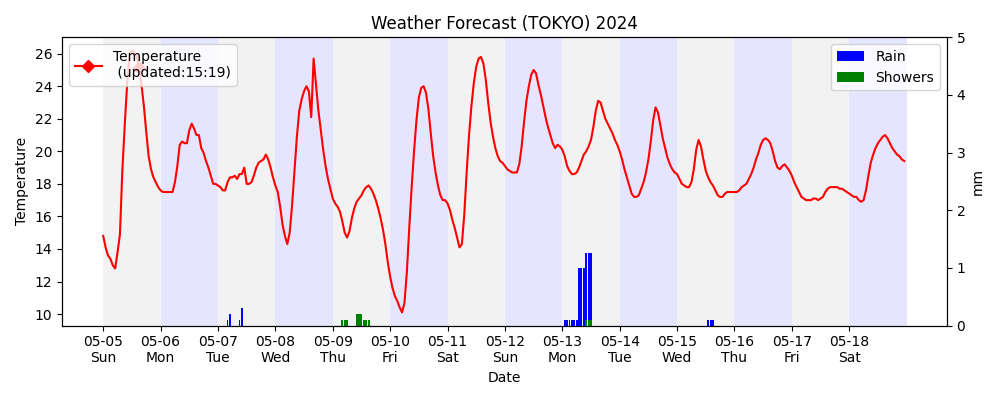 Weather Forecast (TOKYO) 2024
Temperature
(updated:15:19)
Rain
Showers
Temperature
26
24
22
20
18
16
14
12
10
5
4
3
2
1
0
mm
05-05 05-06 05-07 05-08 05-09 05-10 05-11 05-12 05-13 05-14 05-15 05-16 05-17 05-18
Sun Mon Tue Wed Thu Fri Sat Sun Mon Tue Wed Thu Fri Sat
Date